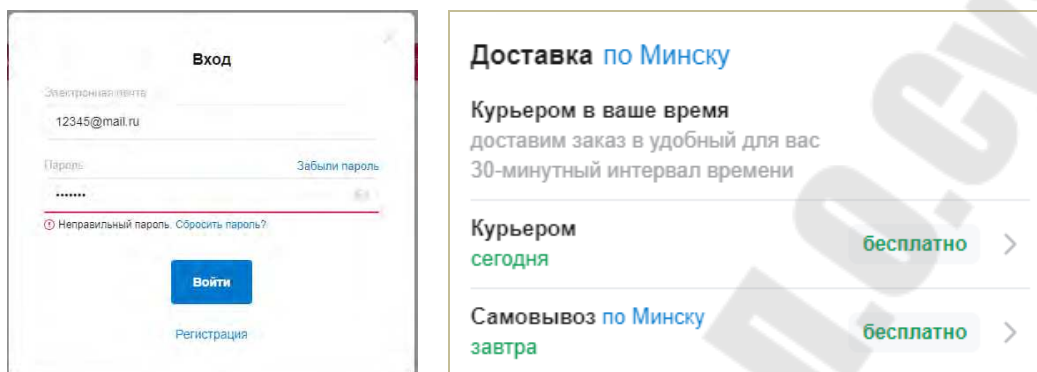 Вход
Электронная почта
12345@mail.ru
Пароль
Забыли пароль
•••••••
Неправильный пароль. Сбросить пароль?
Войти
Регистрация
Доставка по Минску
Курьером в ваше время
доставим заказ в удобный для вас
30-минутный интервал времени
Курьером
сегодня
бесплатно
Самовывоз по Минску
завтра
бесплатно